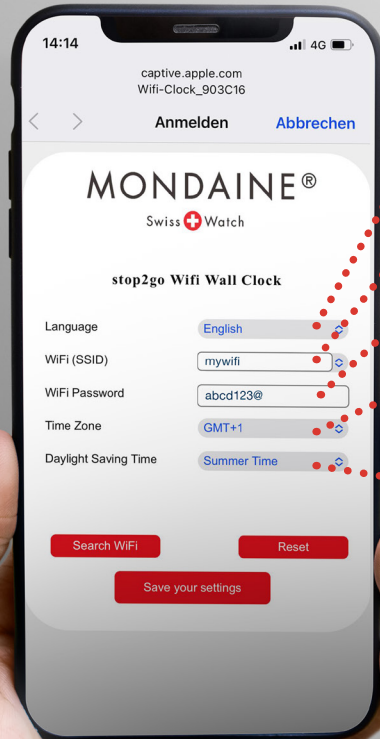 14:14 4G
captive.apple.com
Wifi-Clock_903C16
Anmelden Abbrechen
MONDAINE®
Swiss Watch
stop2go Wifi Wall Clock
Language English
WiFi (SSID) mywifi
WiFi Password abcd123@
Time Zone GMT+1
Daylight Saving Time Summer Time
Search WiFi Reset
Save your settings